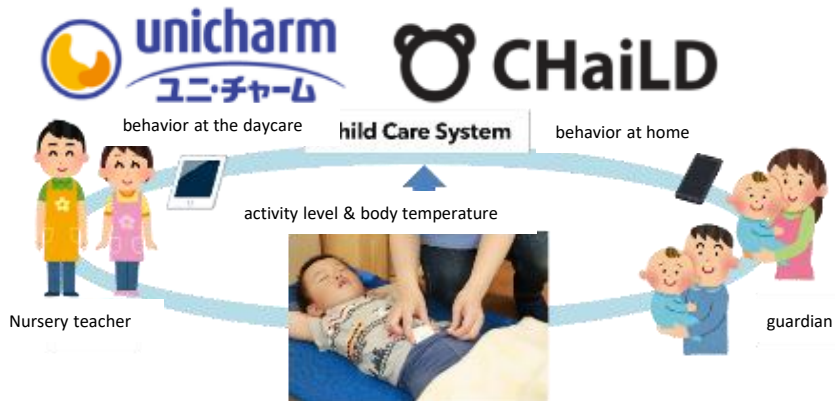 unicharm
ユニ・チャーム
CHaiLD
behavior at the daycare
hild Care System
behavior at home
activity level & body temperature
Nursery teacher
guardian